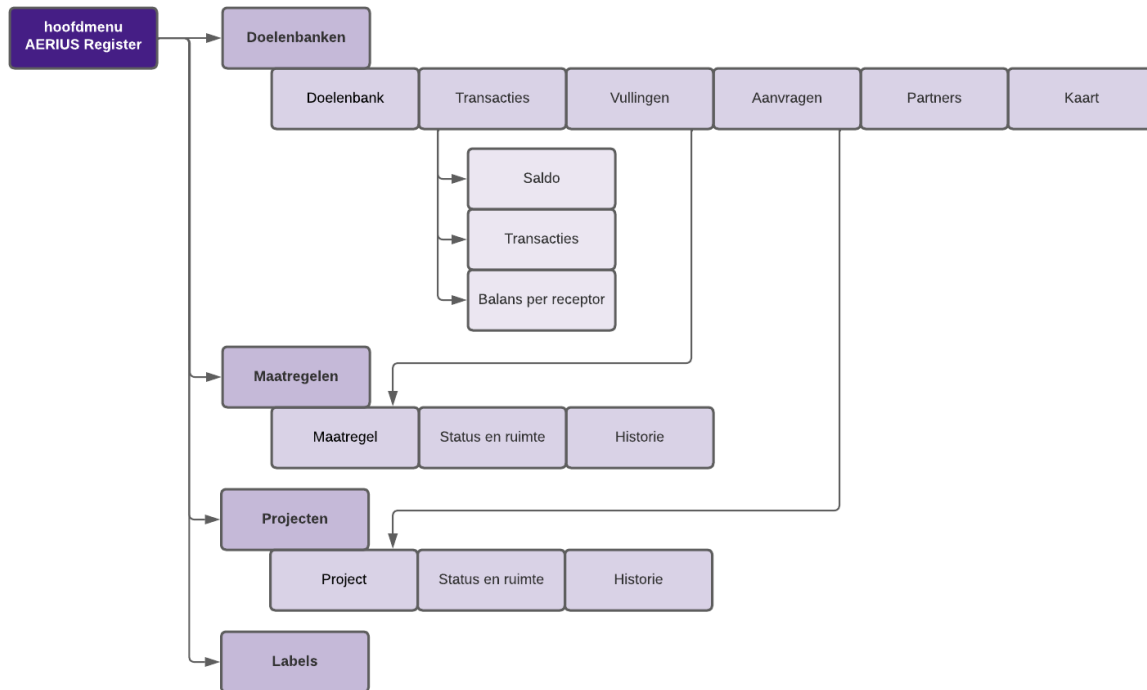 hoofdmenu
AERIUS Register
Doelenbanken
Doelenbank Transacties Vullingen Aanvragen Partners Kaart
Saldo
Transacties
Balans per receptor
Maatregelen
Maatregel Status en ruimte Historie
Projecten
Project Status en ruimte Historie
Labels